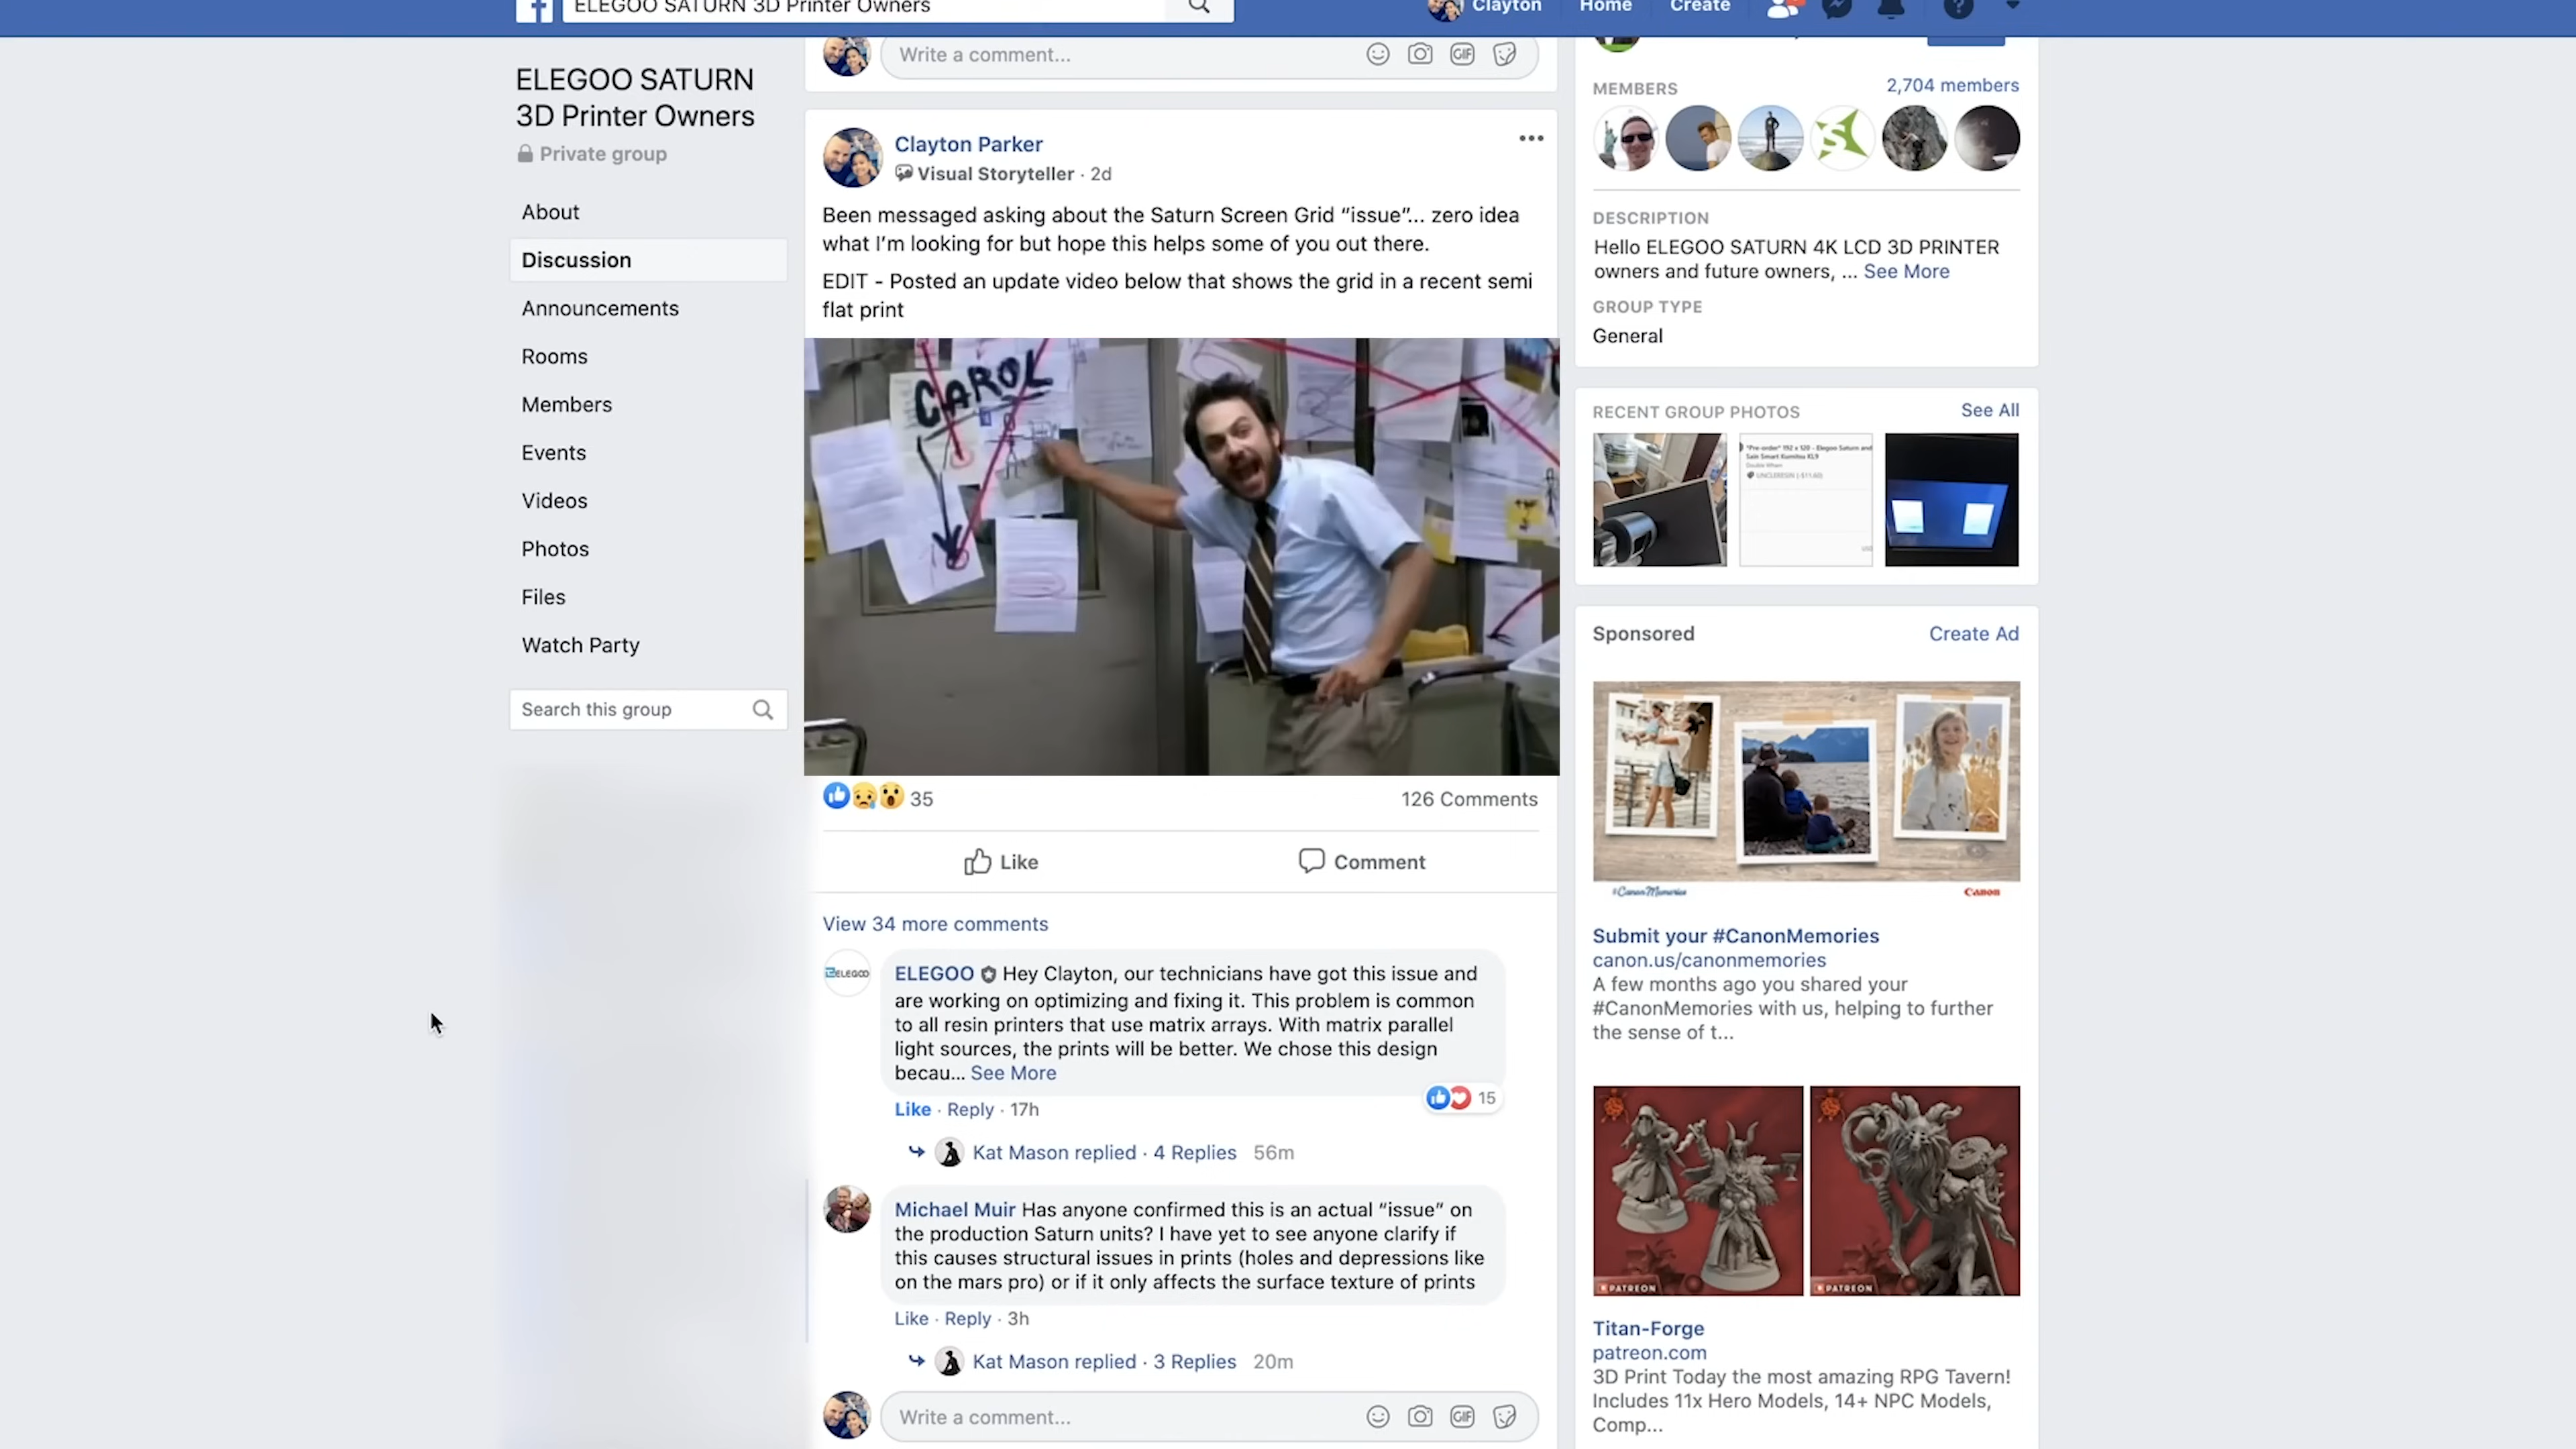 ELEGOO SATURN 3D Printer Owners
Clayton
Home
Create
ELEGOO SATURN
3D Printer Owners
Private group
About
Discussion
Announcements
Rooms
Members
Events
Videos
Photos
Files
Watch Party
Search this group
Write a comment...
GIF
Clayton Parker
Visual Storyteller · 2d
Been messaged asking about the Saturn Screen Grid “issue”... zero idea
what I’m looking for but hope this helps some of you out there.
EDIT - Posted an update video below that shows the grid in a recent semi
flat print
CAROL
35
126 Comments
Like
Comment
View 34 more comments
ELEGOO
ELEGOO Hey Clayton, our technicians have got this issue and
are working on optimizing and fixing it. This problem is common
to all resin printers that use matrix arrays. With matrix parallel
light sources, the prints will be better. We chose this design
becau... See More
15
Like · Reply · 17h
Kat Mason replied · 4 Replies 56m
Michael Muir Has anyone confirmed this is an actual “issue” on
the production Saturn units? I have yet to see anyone clarify if
this causes structural issues in prints (holes and depressions like
on the mars pro) or if it only affects the surface texture of prints
Like · Reply · 3h
Kat Mason replied · 3 Replies 20m
Write a comment...
GIF
MEMBERS
2,704 members
DESCRIPTION
Hello ELEGOO SATURN 4K LCD 3D PRINTER
owners and future owners, ... See More
GROUP TYPE
General
RECENT GROUP PHOTOS
See All
*Pre-order* 192 x 120 - Elegoo Saturn and
Sponsored
Create Ad
#CanonMemories
Canon
Submit your #CanonMemories
canon.us/canonmemories
A few months ago you shared your
#CanonMemories with us, helping to further
the sense of t...
PATREON
PATREON
Titan-Forge
patreon.com
3D Print Today the most amazing RPG Tavern!
Includes 11x Hero Models, 14+ NPC Models,
Comp...